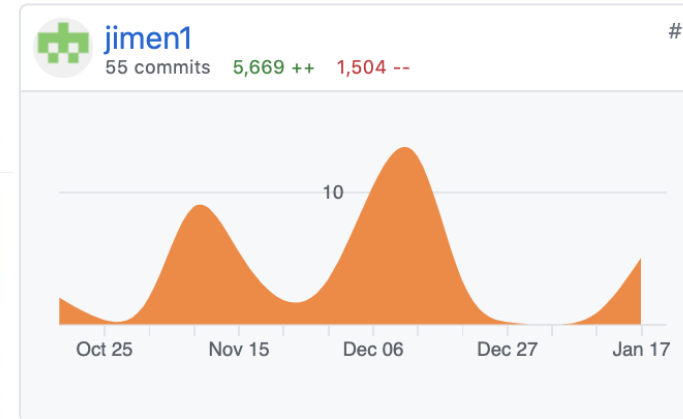 jimen1
#
55 commits 5,669 ++ 1,504 --
10
Oct 25 Nov 15 Dec 06 Dec 27 Jan 17